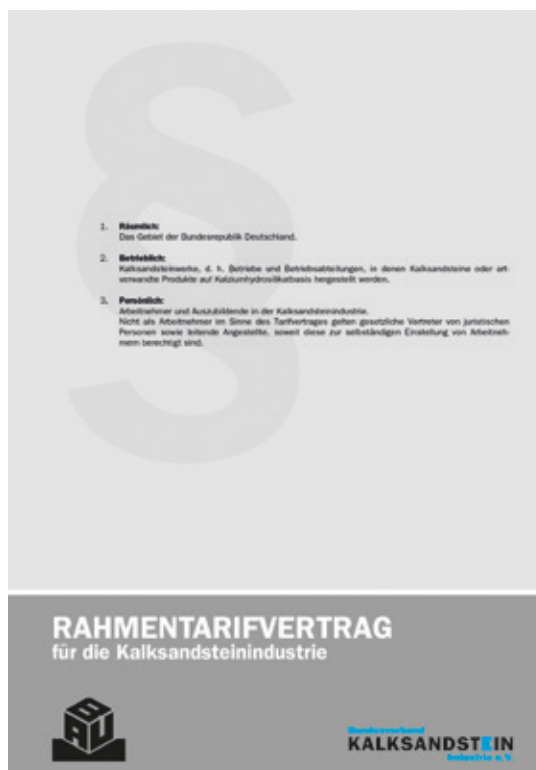 §
1. Räumlich:
Das Gebiet der Bundesrepublik Deutschland.
2. Betrieblich:
Kalksandsteinwerke, d. h. Betriebe und Betriebsabteilungen, in denen Kalksandsteine oder art-
verwandte Produkte auf Kalziumhydrosilikatbasis hergestellt werden.
3. Persönlich:
Arbeitnehmer und Auszubildende in der Kalksandsteinindustrie.
Nicht als Arbeitnehmer im Sinne des Tarifvertrages gelten gesetzliche Vertreter von juristischen
Personen sowie leitende Angestellte, soweit diese zur selbständigen Einstellung von Arbeitneh-
mern berechtigt sind.
RAHMENTARIFVERTRAG
für die Kalksandsteinindustrie
BAU
Bundesverband
KALKSANDSTEIN
Industrie e.V.